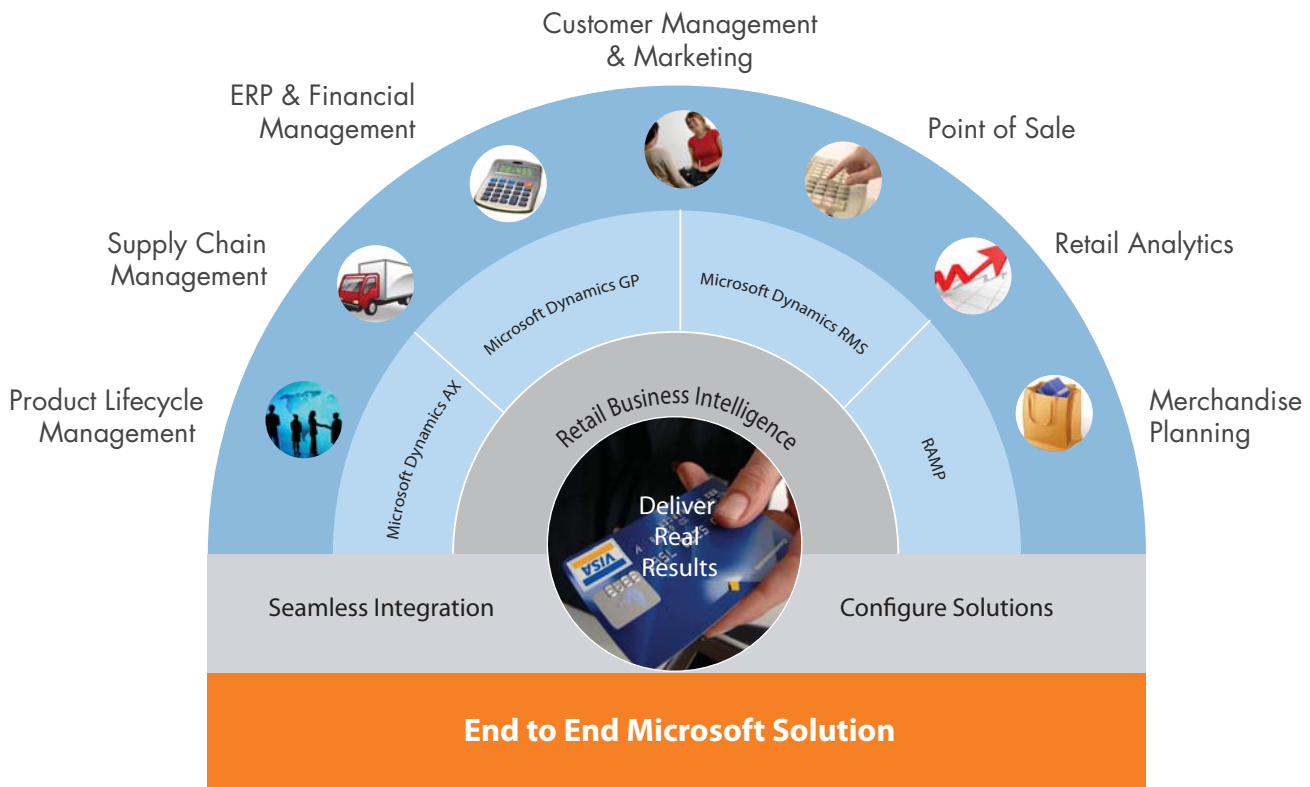 Customer Management
& Marketing
ERP & Financial
Management
Point of Sale
Supply Chain
Management
Retail Analytics
Product Lifecycle
Management
Merchandise
Planning
Microsoft Dynamics AX
Microsoft Dynamics GP
Microsoft Dynamics RMS
RAMP
Retail Business Intelligence
Deliver
Real
Results
VISA
Seamless Integration
Configure Solutions
End to End Microsoft Solution